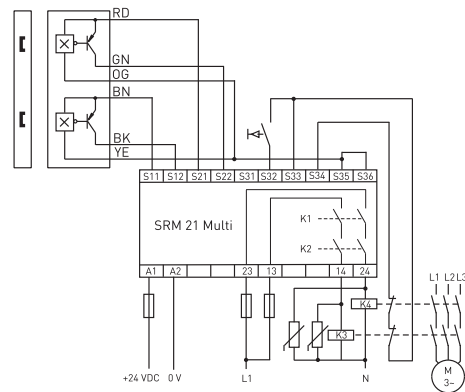 RD
GN
OG
BN
BK
YE
S11 S12 S21 S22 S31 S32 S33 S34 S35 S36
SRM 21 Multi
K1
K2
A1 A2 23 13 14 24
K4
K3
L1 L2 L3
+24 VDC 0 V L1 N
M
3~